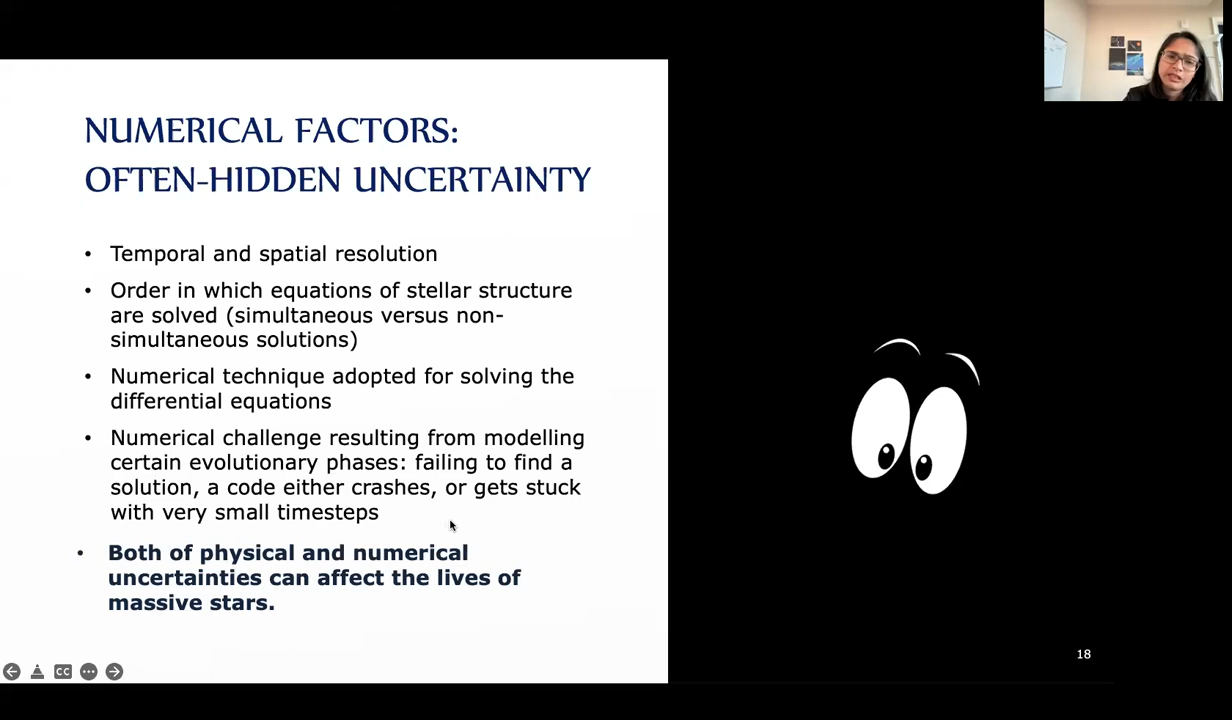 NUMERICAL FACTORS:
OFTEN-HIDDEN UNCERTAINTY
• Temporal and spatial resolution
• Order in which equations of stellar structure
are solved (simultaneous versus non-
simultaneous solutions)
• Numerical technique adopted for solving the
differential equations
• Numerical challenge resulting from modelling
certain evolutionary phases: failing to find a
solution, a code either crashes, or gets stuck
with very small timesteps
• Both of physical and numerical
uncertainties can affect the lives of
massive stars.
CC
18